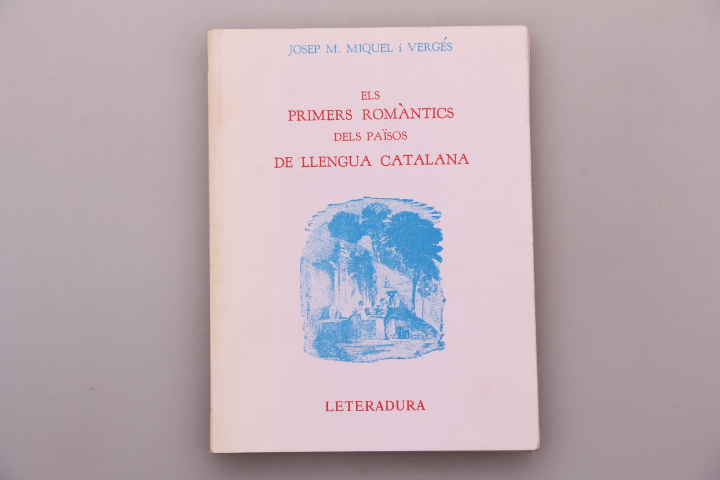 JOSEP M. MIQUEL i VERGÉS
ELS
PRIMERS ROMÀNTICS
DELS PAÏSOS
DE LLENGUA CATALANA
LETERADURA